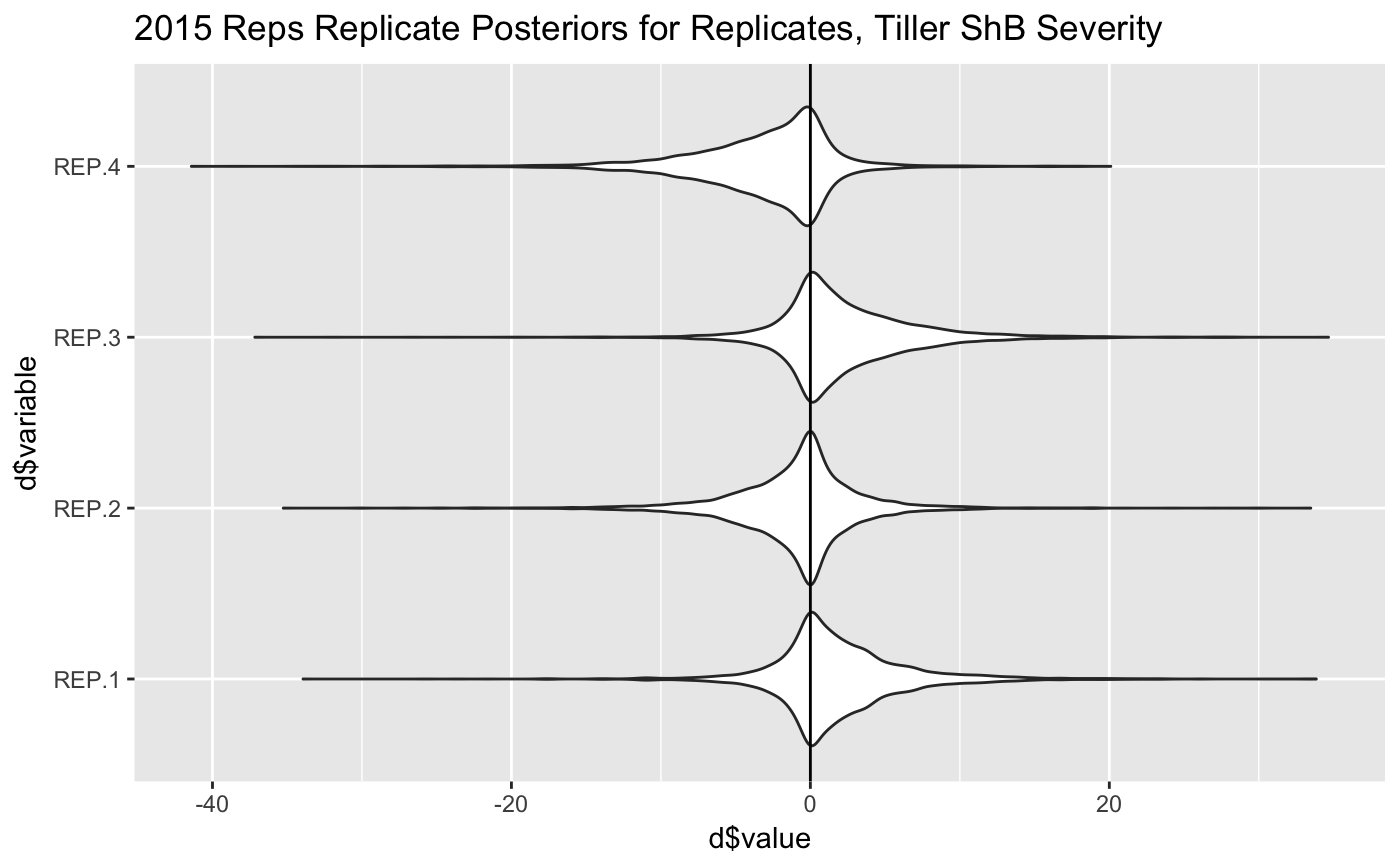 2015 Reps Replicate Posteriors for Replicates, Tiller ShB Severity
REP.4
REP.3
REP.2
REP.1
d$variable
-40 -20 0 20
d$value